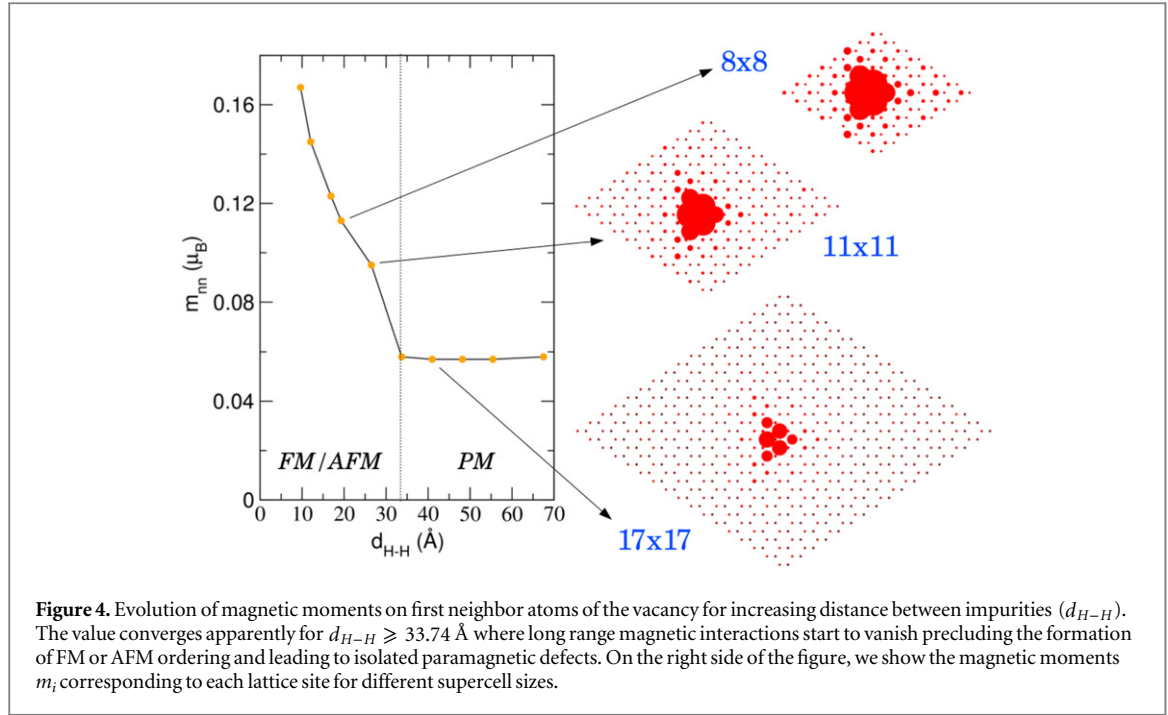 8x8
0.16
0.12
0.08
0.04
0
m_nn (μ_B)
11x11
FM/AFM
PM
0 10 20 30 40 50 60 70
d_H-H (Å)
17x17
Figure 4. Evolution of magnetic moments on first neighbor atoms of the vacancy for increasing distance between impurities (d_H−H).
The value converges apparently for d_H−H ⩾ 33.74 Å where long range magnetic interactions start to vanish precluding the formation
of FM or AFM ordering and leading to isolated paramagnetic defects. On the right side of the figure, we show the magnetic moments
m_i corresponding to each lattice site for different supercell sizes.